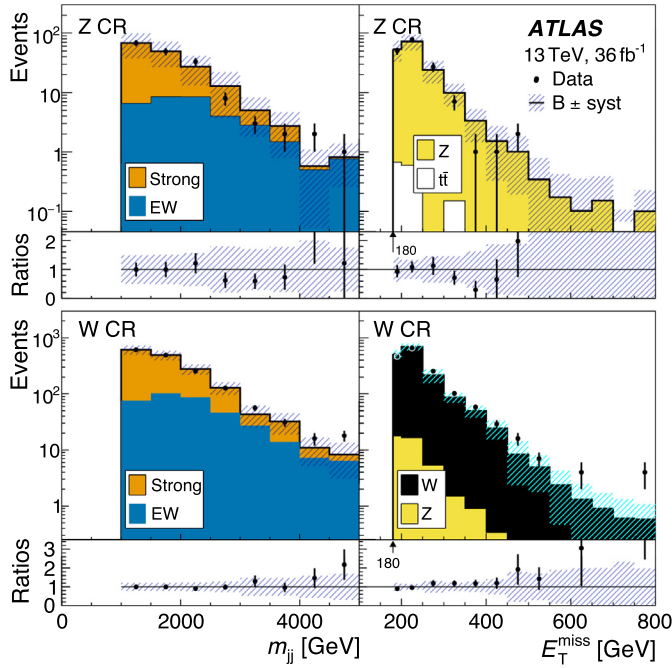 Z CR
Events
10²
10
1
10⁻¹
Strong
EW
Ratios
2
1
0
Z CR
ATLAS
13 TeV, 36 fb⁻¹
Data
B ± syst
Z
tt̄
180
W CR
Events
10³
10²
10
1
Strong
EW
Ratios
3
2
1
0
0 2000 4000
m_jj [GeV]
W CR
W
Z
180
200 400 600 800
E_T^miss [GeV]